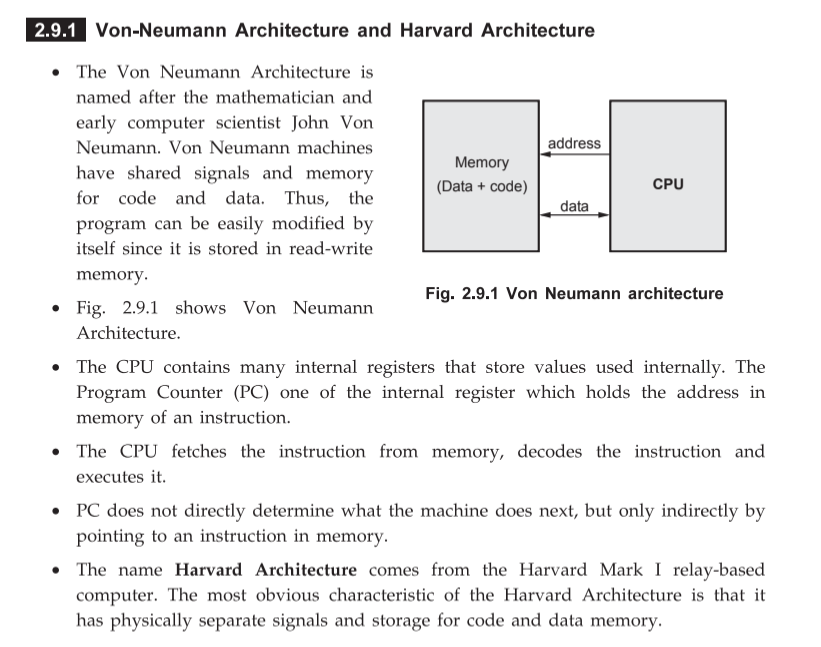 2.9.1 Von-Neumann Architecture and Harvard Architecture
• The Von Neumann Architecture is
named after the mathematician and
early computer scientist John Von
Neumann. Von Neumann machines
have shared signals and memory
for code and data. Thus, the
program can be easily modified by
itself since it is stored in read-write
memory.
• Fig. 2.9.1 shows Von Neumann
Architecture.
Memory
(Data + code)
address
data
CPU
Fig. 2.9.1 Von Neumann architecture
• The CPU contains many internal registers that store values used internally. The
Program Counter (PC) one of the internal register which holds the address in
memory of an instruction.
• The CPU fetches the instruction from memory, decodes the instruction and
executes it.
• PC does not directly determine what the machine does next, but only indirectly by
pointing to an instruction in memory.
• The name Harvard Architecture comes from the Harvard Mark I relay-based
computer. The most obvious characteristic of the Harvard Architecture is that it
has physically separate signals and storage for code and data memory.